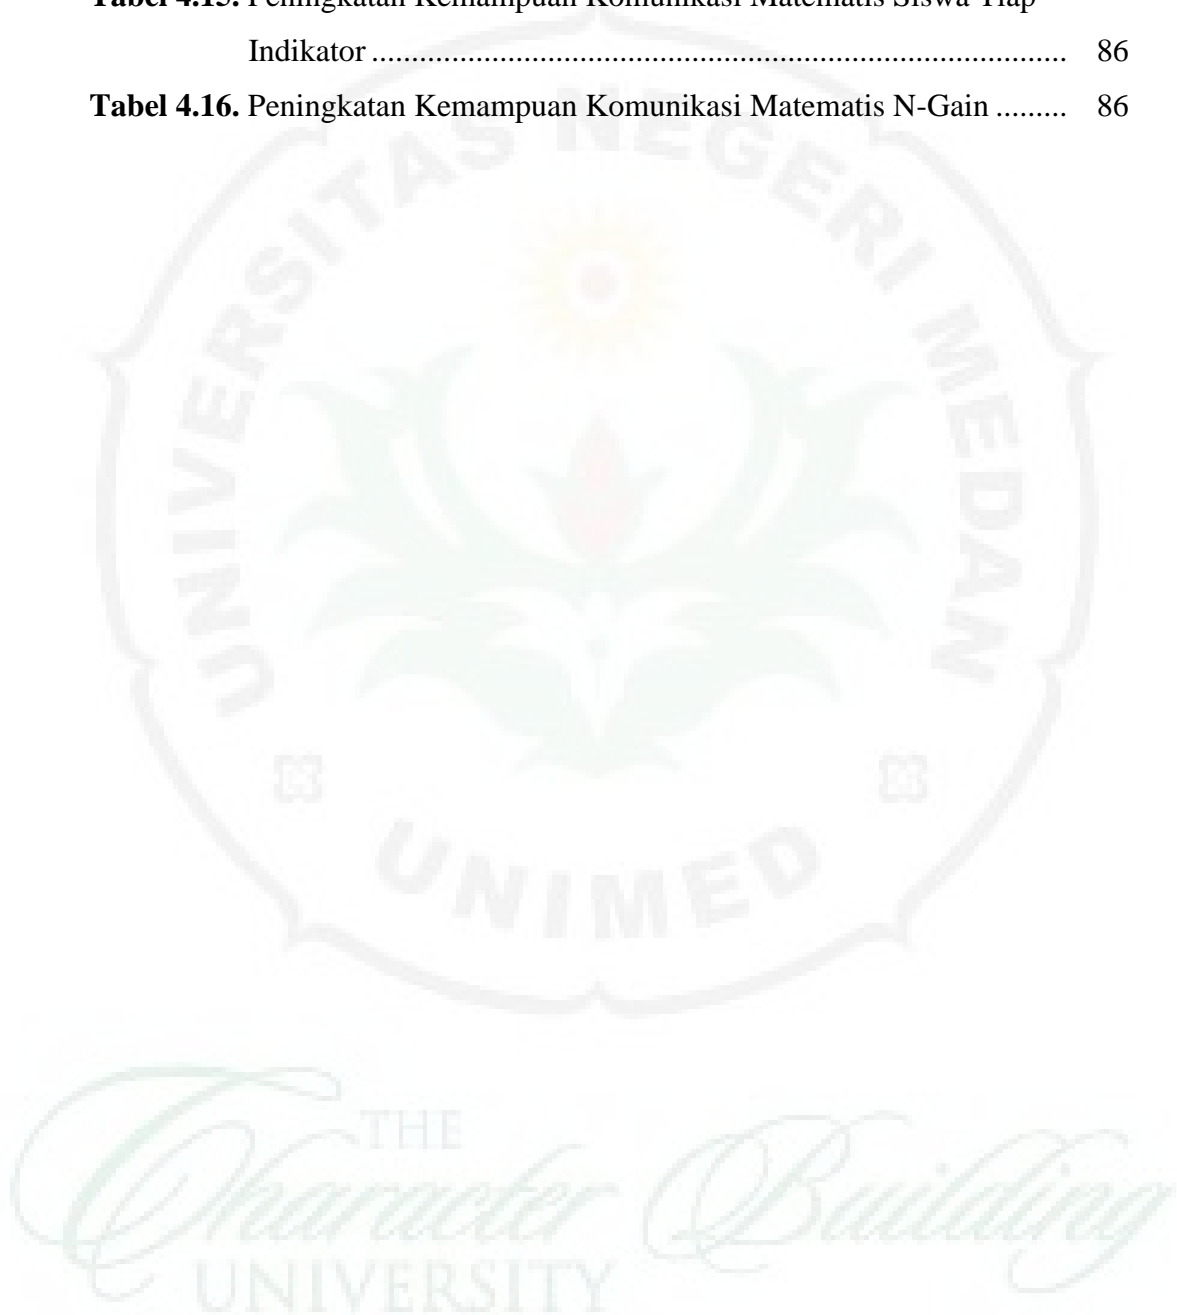 Tabel 4.15. Peningkatan Kemampuan Komunikasi Matematis Siswa Tiap
Indikator ....................................................................................... 86
Tabel 4.16. Peningkatan Kemampuan Komunikasi Matematis N-Gain ......... 86
UNIVERSITAS NEGERI MEDAN
UNIMED
THE
Character Building
UNIVERSITY